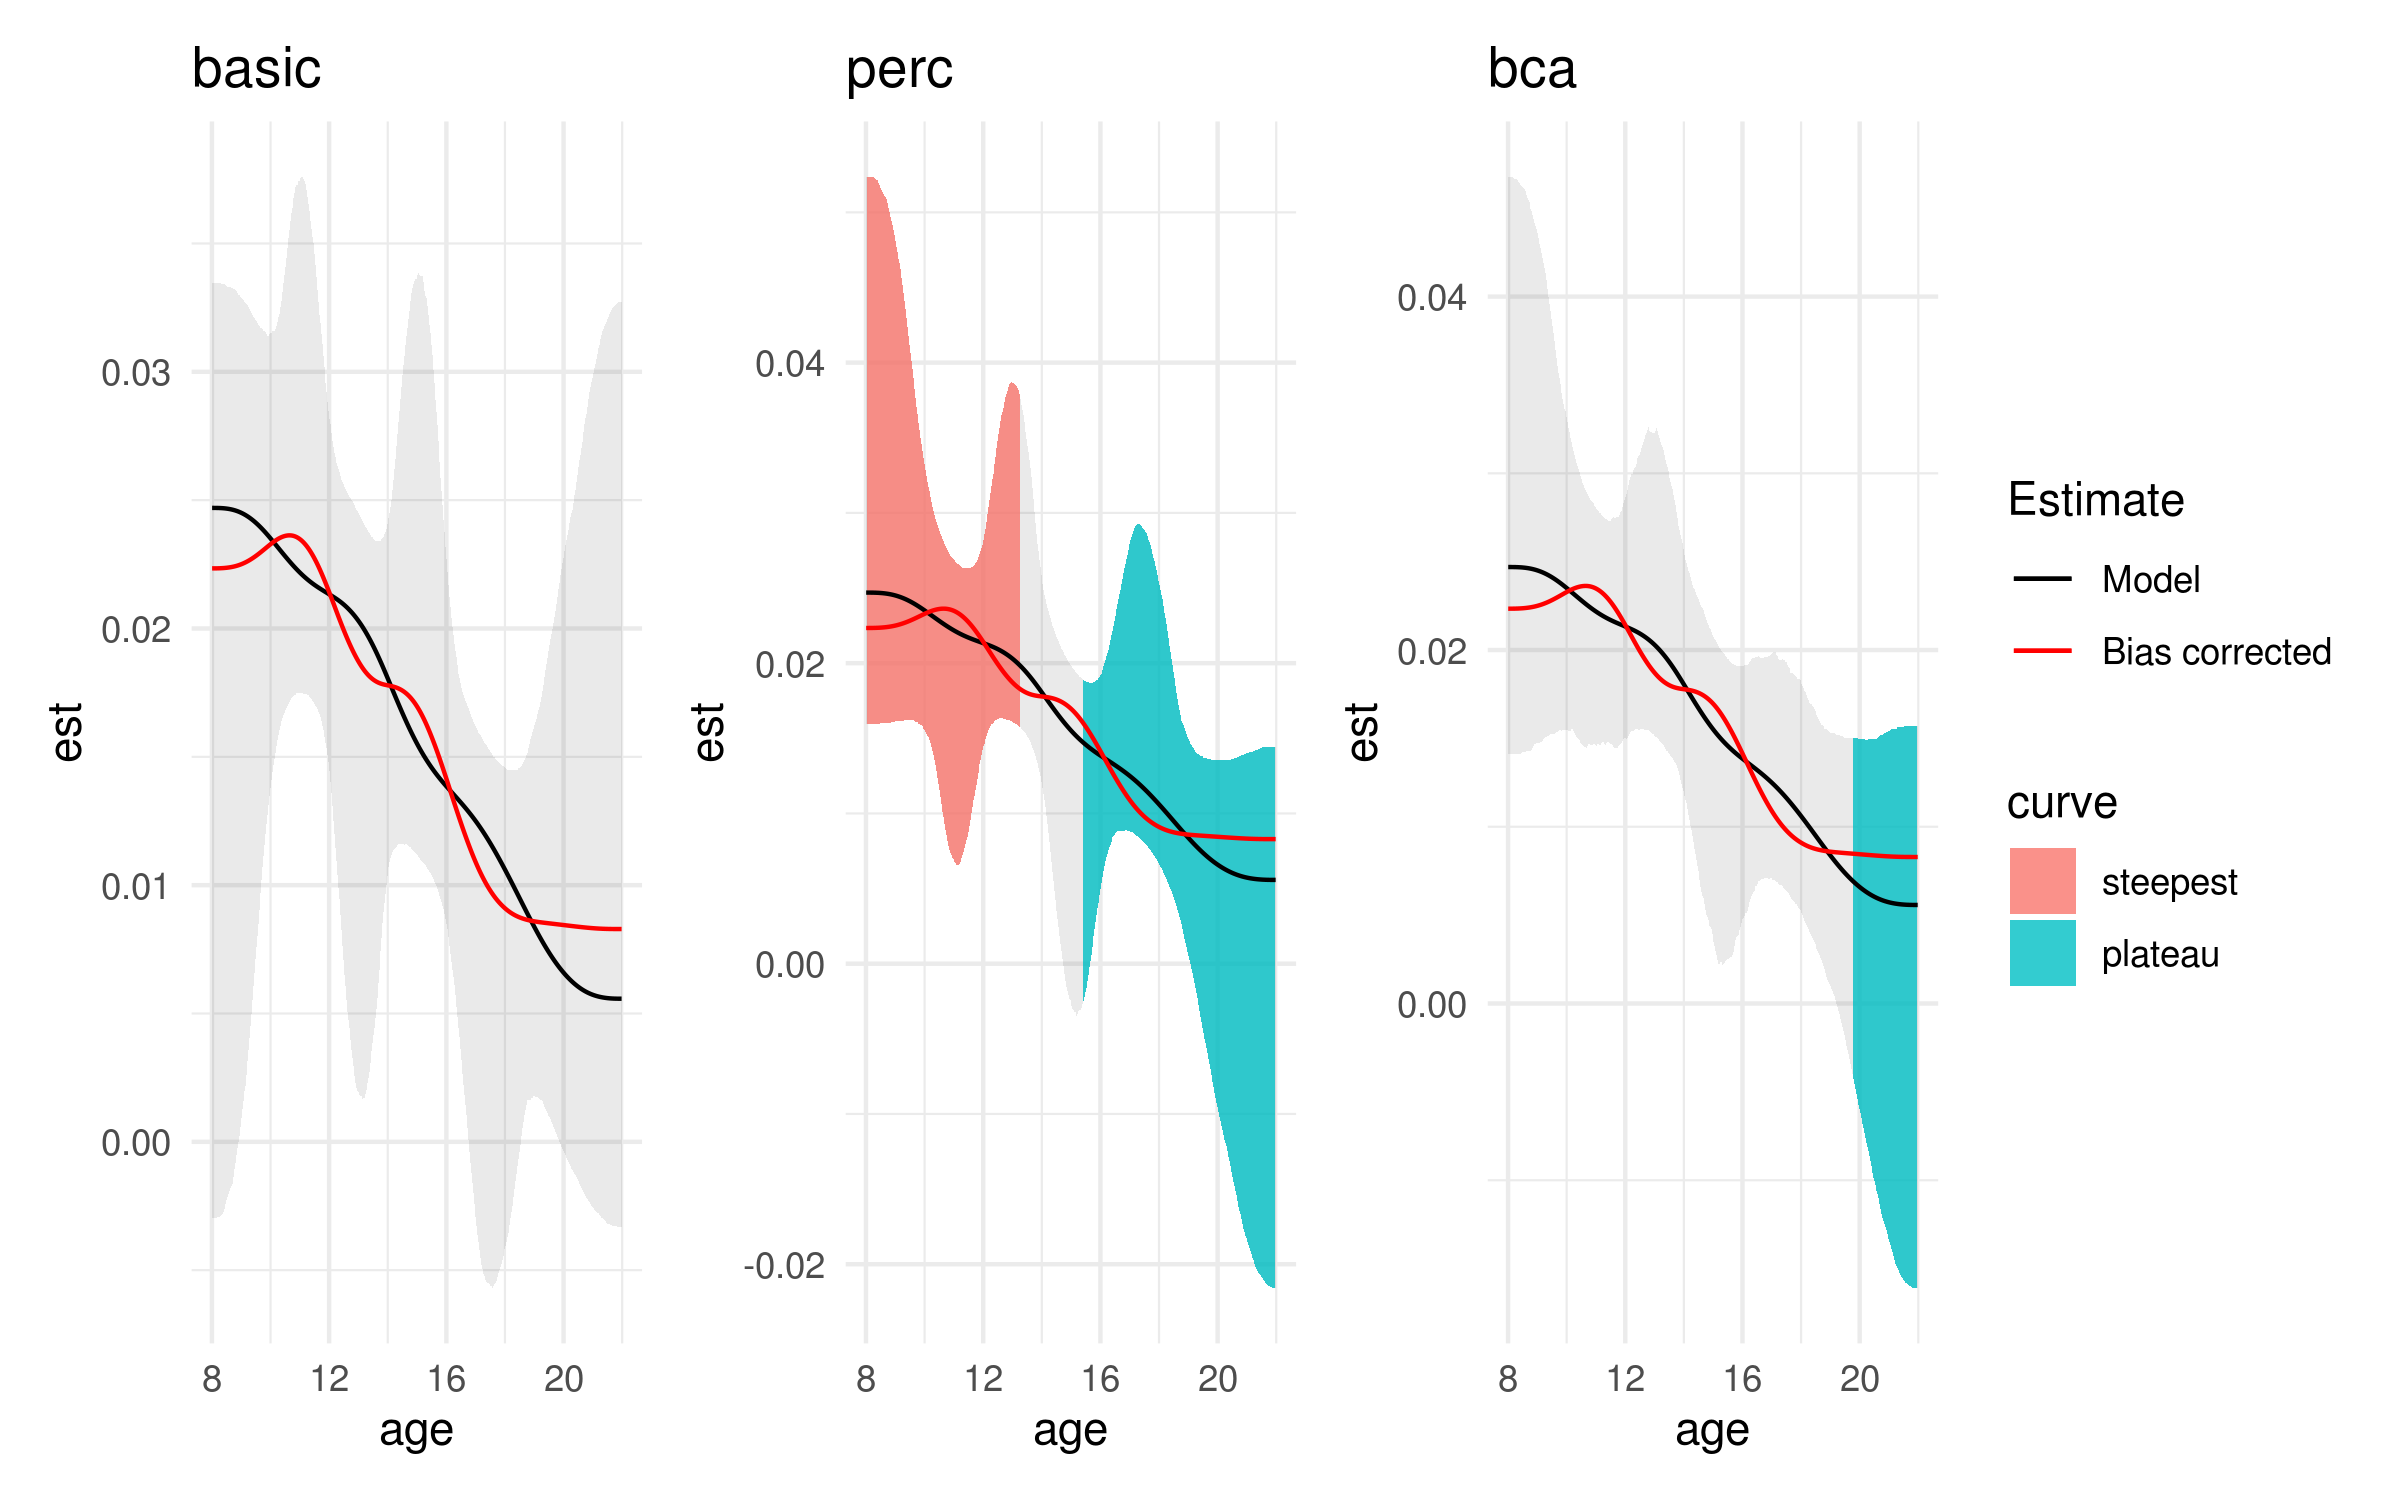 basic
perc
bca
est
0.03
0.02
0.01
0.00
8 12 16 20
age
est
0.04
0.02
0.00
-0.02
8 12 16 20
age
est
0.04
0.02
0.00
8 12 16 20
age
Estimate
Model
Bias corrected
curve
steepest
plateau